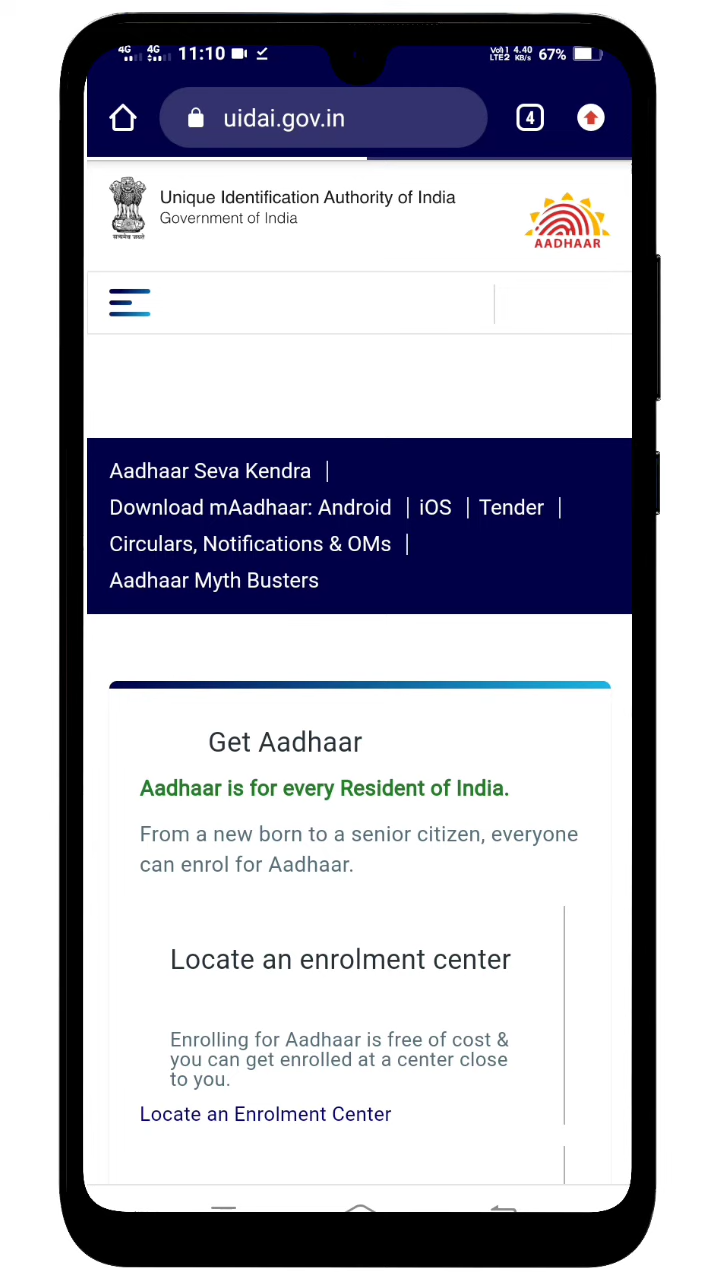 4G 4G 11:10 Vo1) 4.40 67%
LTE2 KB/s
uidai.gov.in 4
Unique Identification Authority of India
Government of India
सत्यमेव जयते
AADHAAR
Aadhaar Seva Kendra |
Download mAadhaar: Android | iOS | Tender |
Circulars, Notifications & OMs |
Aadhaar Myth Busters
Get Aadhaar
Aadhaar is for every Resident of India.
From a new born to a senior citizen, everyone
can enrol for Aadhaar.
Locate an enrolment center
Enrolling for Aadhaar is free of cost &
you can get enrolled at a center close
to you.
Locate an Enrolment Center